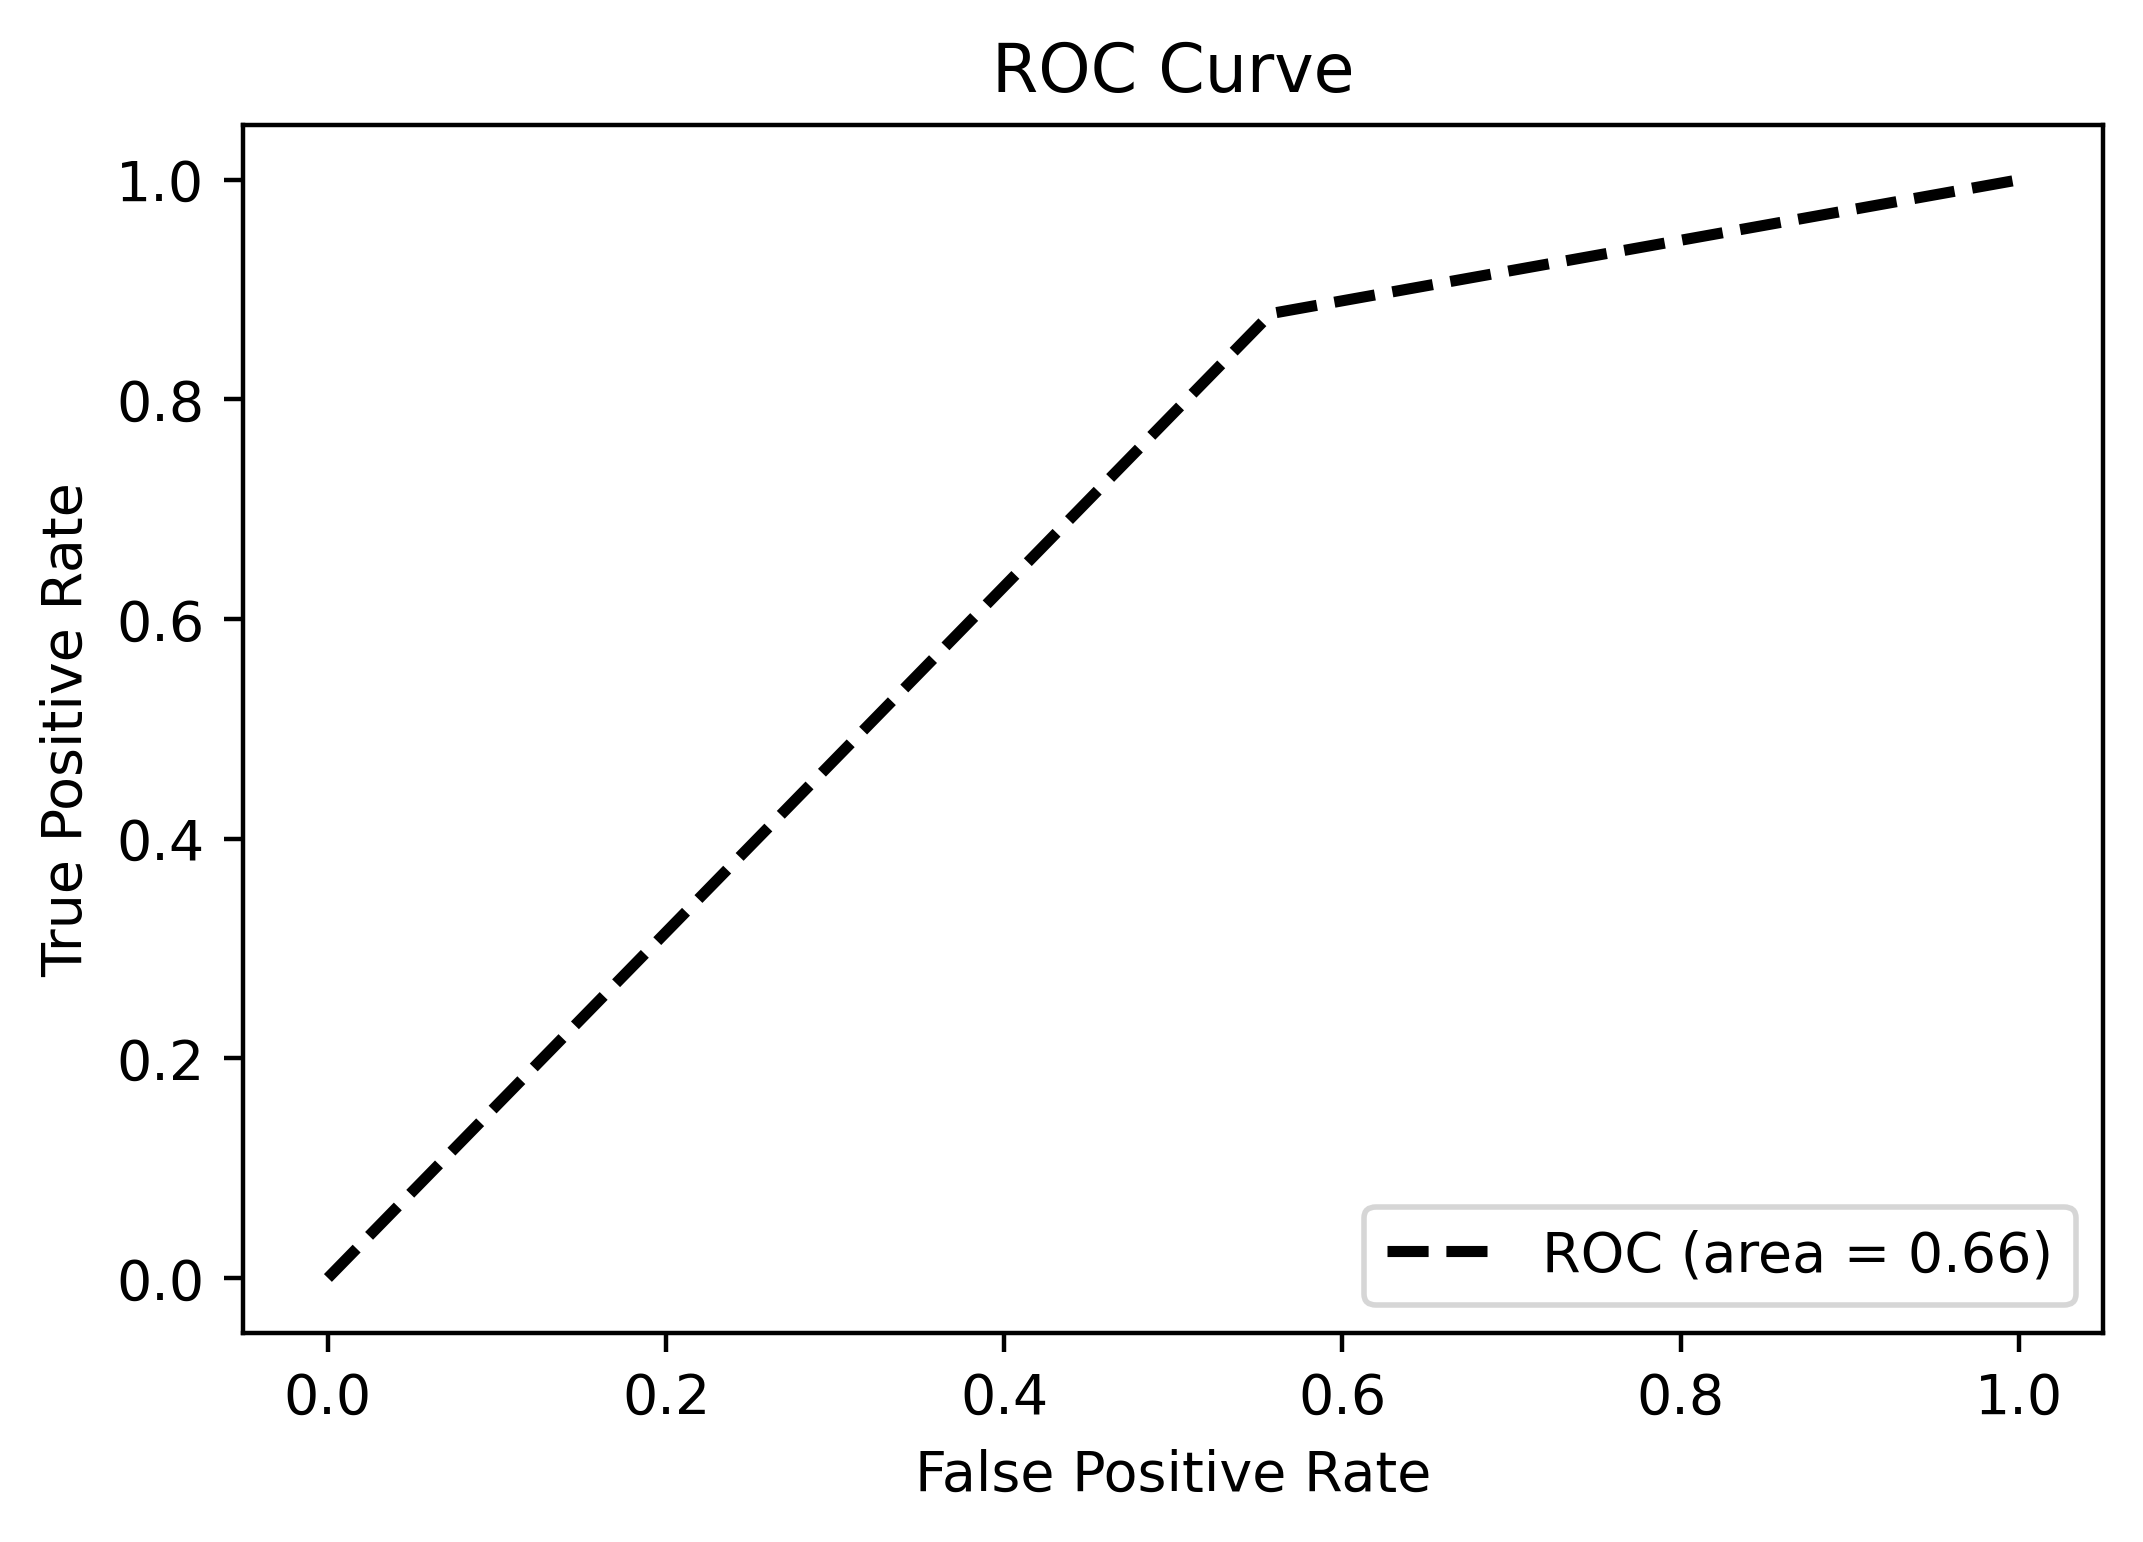 ROC Curve
1.0
0.8
0.6
0.4
0.2
0.0
True Positive Rate
ROC (area = 0.66)
0.0 0.2 0.4 0.6 0.8 1.0
False Positive Rate